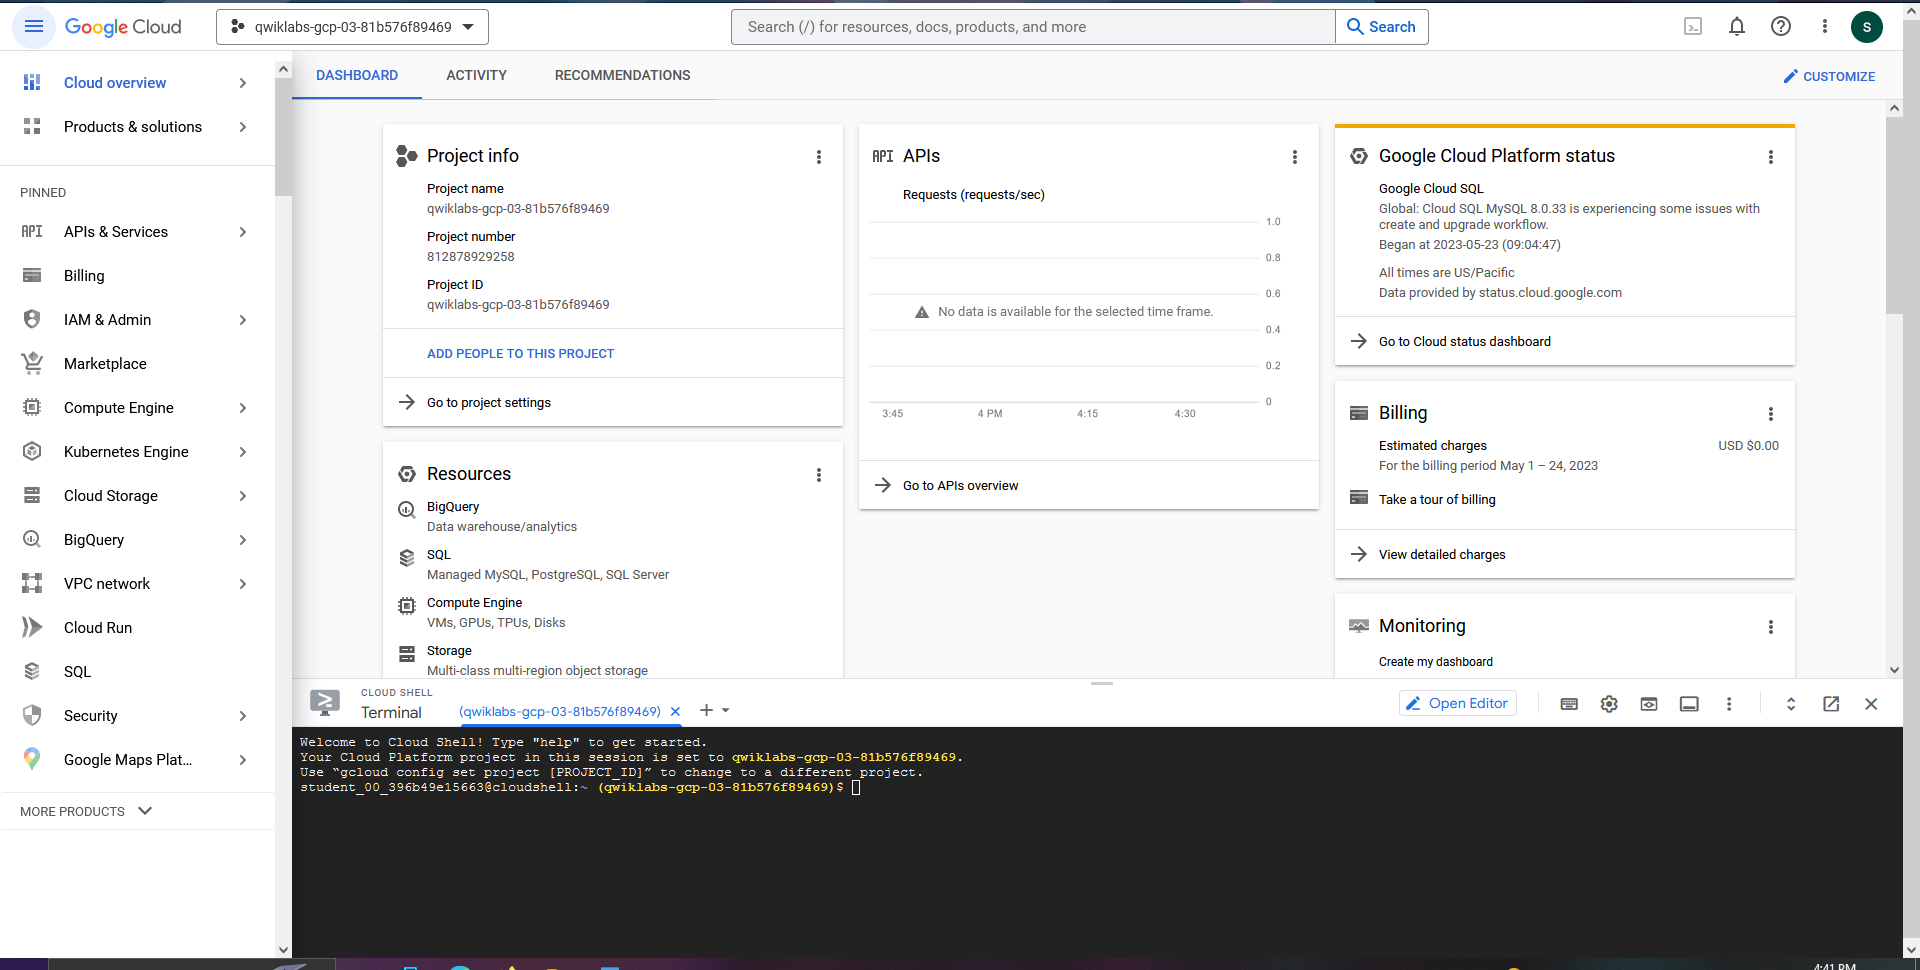 Google Cloud
qwiklabs-gcp-03-81b576f89469
Search (/) for resources, docs, products, and more
Search
S
Cloud overview
Products & solutions
PINNED
API APIs & Services
Billing
IAM & Admin
Marketplace
Compute Engine
Kubernetes Engine
Cloud Storage
BigQuery
VPC network
Cloud Run
SQL
Security
Google Maps Plat...
MORE PRODUCTS
DASHBOARD
ACTIVITY
RECOMMENDATIONS
CUSTOMIZE
Project info
Project name
qwiklabs-gcp-03-81b576f89469
Project number
812878929258
Project ID
qwiklabs-gcp-03-81b576f89469
ADD PEOPLE TO THIS PROJECT
Go to project settings
Resources
BigQuery
Data warehouse/analytics
SQL
Managed MySQL, PostgreSQL, SQL Server
Compute Engine
VMs, GPUs, TPUs, Disks
Storage
Multi-class multi-region object storage
API APIs
Requests (requests/sec)
1.0
0.8
0.6
No data is available for the selected time frame.
0.4
0.2
0
3:45 4 PM 4:15 4:30
Go to APIs overview
Google Cloud Platform status
Google Cloud SQL
Global: Cloud SQL MySQL 8.0.33 is experiencing some issues with
create and upgrade workflow.
Began at 2023-05-23 (09:04:47)
All times are US/Pacific
Data provided by status.cloud.google.com
Go to Cloud status dashboard
Billing
Estimated charges USD $0.00
For the billing period May 1 – 24, 2023
Take a tour of billing
View detailed charges
Monitoring
Create my dashboard
CLOUD SHELL
Terminal
(qwiklabs-gcp-03-81b576f89469)
Open Editor
Welcome to Cloud Shell! Type "help" to get started.
Your Cloud Platform project in this session is set to qwiklabs-gcp-03-81b576f89469.
Use “gcloud config set project [PROJECT_ID]” to change to a different project.
student_00_396b49e15663@cloudshell:~ (qwiklabs-gcp-03-81b576f89469)$
4:41 PM